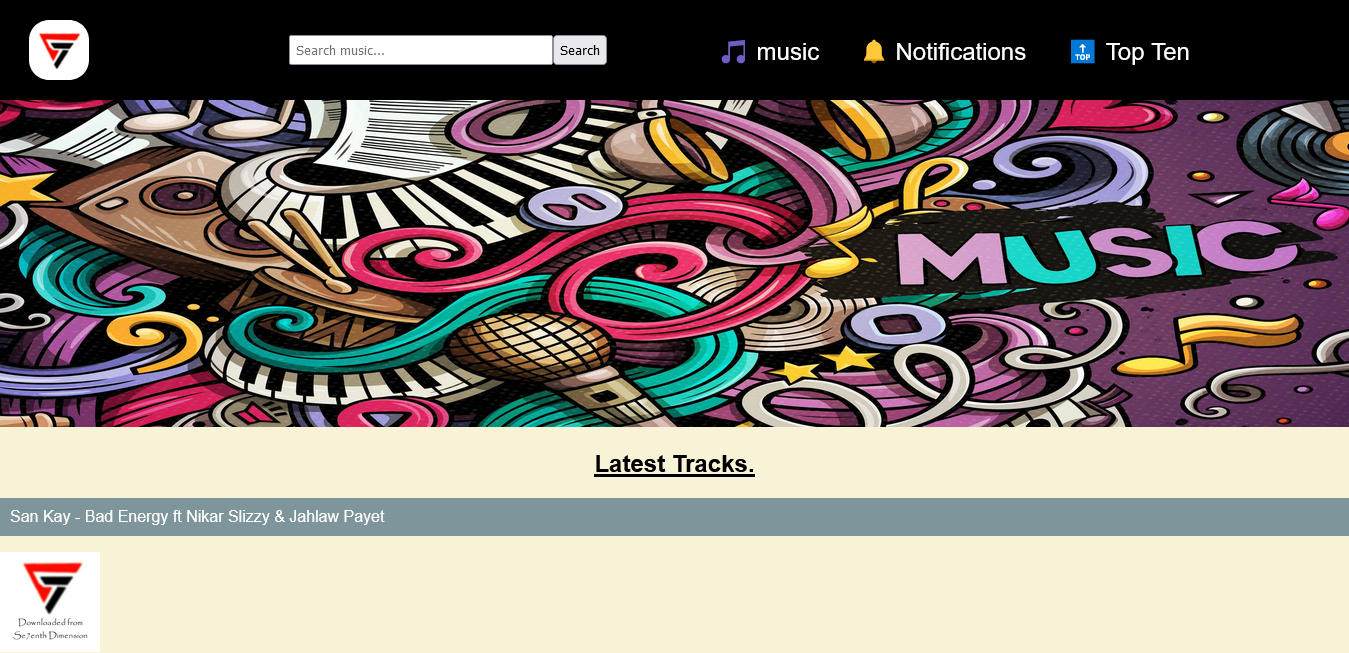 Search music...
Search
music
Notifications
TOP
Top Ten
MUSIC
Latest Tracks.
San Kay - Bad Energy ft Nikar Slizzy & Jahlaw Payet
Downloaded from
Se7enth Dimension